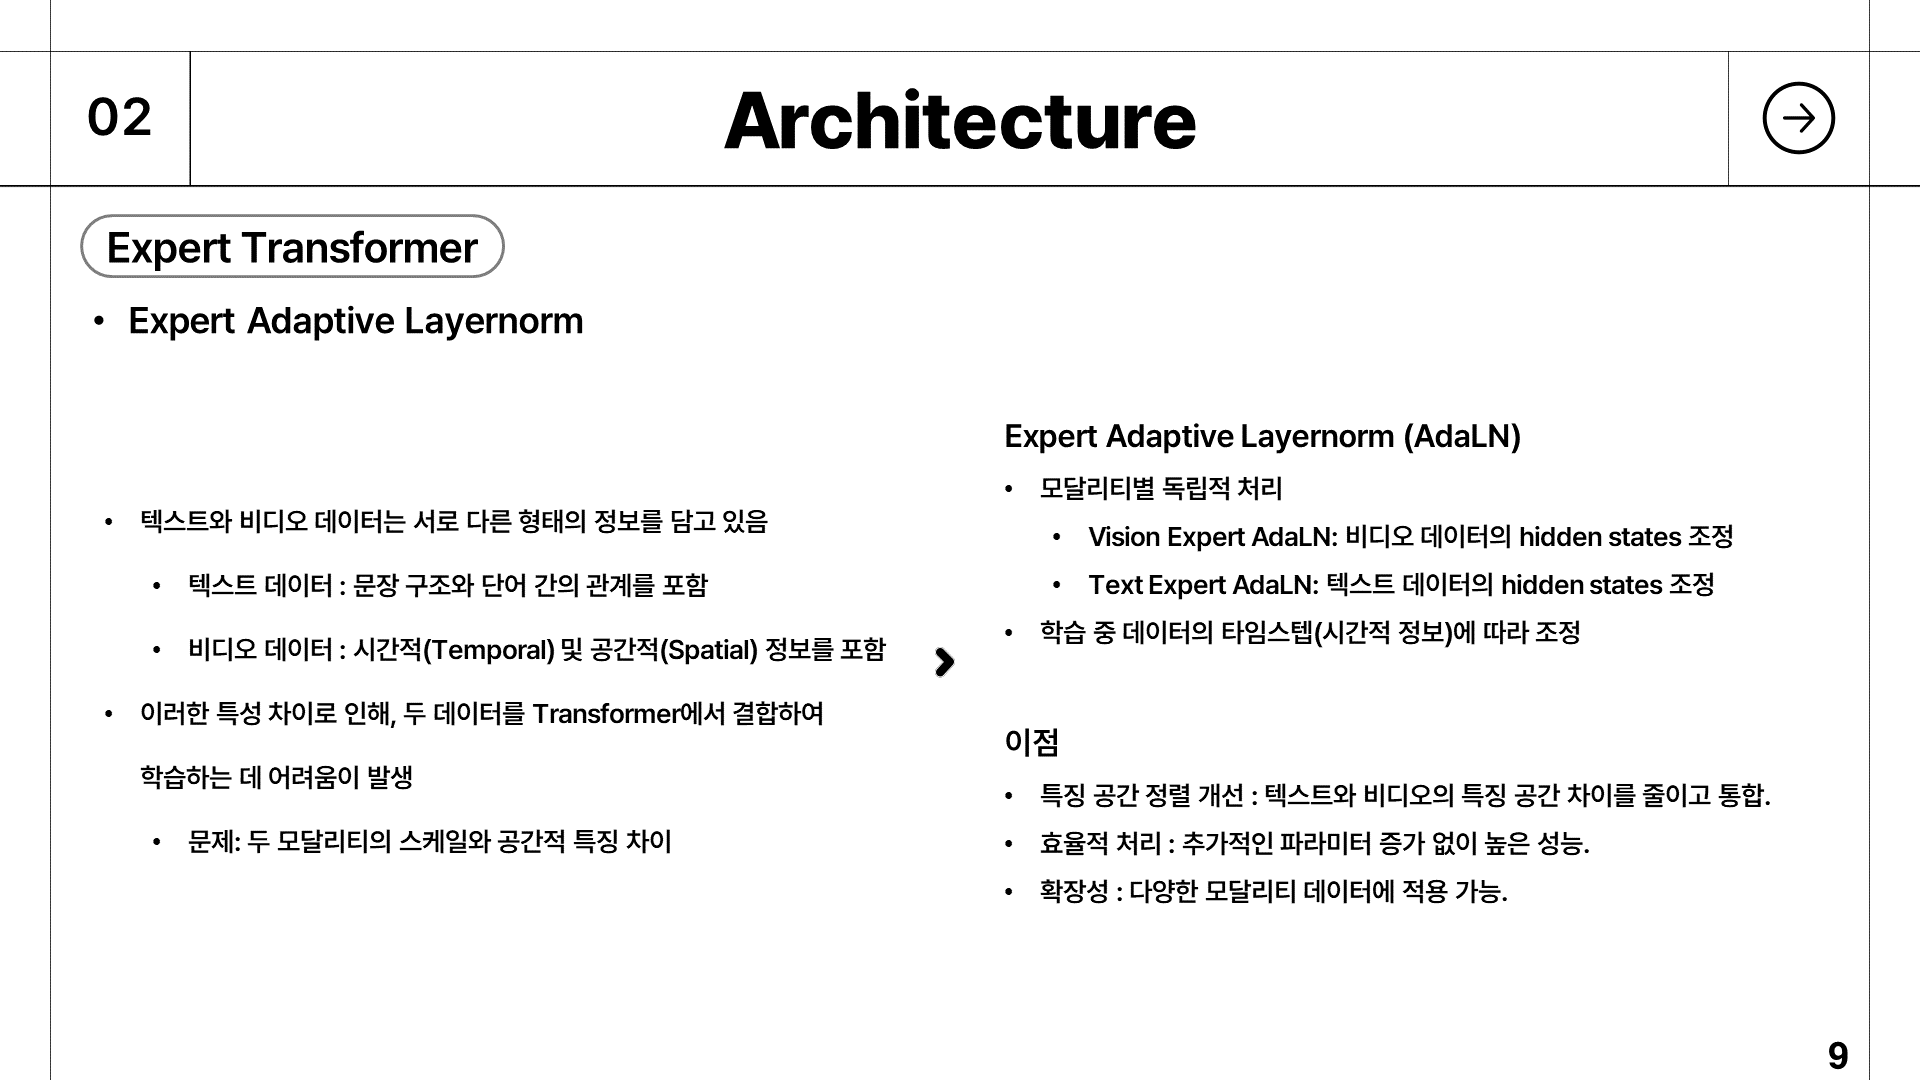 02
Architecture
Expert Transformer
• Expert Adaptive Layernorm
• 텍스트와 비디오 데이터는 서로 다른 형태의 정보를 담고 있음
• 텍스트 데이터 : 문장 구조와 단어 간의 관계를 포함
• 비디오 데이터 : 시간적(Temporal) 및 공간적(Spatial) 정보를 포함
• 이러한 특성 차이로 인해, 두 데이터를 Transformer에서 결합하여
학습하는 데 어려움이 발생
• 문제: 두 모달리티의 스케일와 공간적 특징 차이
Expert Adaptive Layernorm (AdaLN)
• 모달리티별 독립적 처리
• Vision Expert AdaLN: 비디오 데이터의 hidden states 조정
• Text Expert AdaLN: 텍스트 데이터의 hidden states 조정
• 학습 중 데이터의 타임스텝(시간적 정보)에 따라 조정
이점
• 특징 공간 정렬 개선 : 텍스트와 비디오의 특징 공간 차이를 줄이고 통합.
• 효율적 처리 : 추가적인 파라미터 증가 없이 높은 성능.
• 확장성 : 다양한 모달리티 데이터에 적용 가능.
9